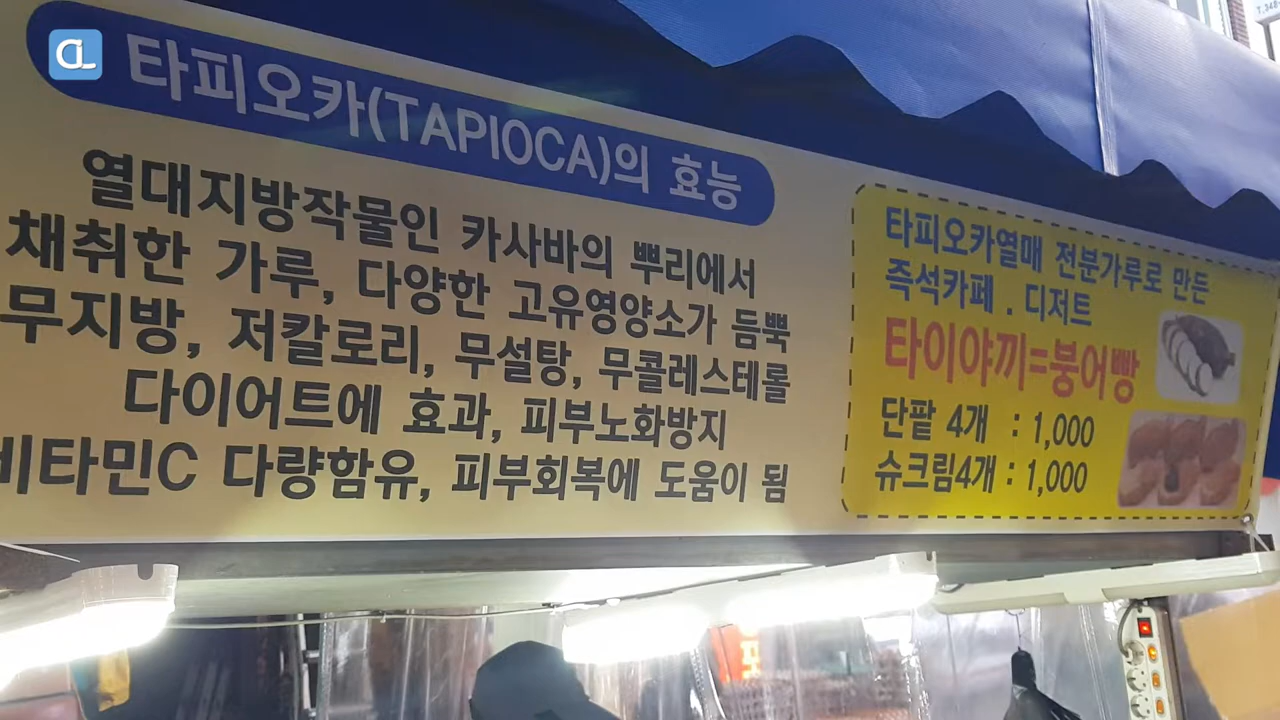 CL
타피오카(TAPIOCA)의 효능
열대지방작물인 카사바의 뿌리에서
채취한 가루, 다양한 고유영양소가 듬뿍
무지방, 저칼로리, 무설탕, 무콜레스테롤
다이어트에 효과, 피부노화방지
비타민C 다량함유, 피부회복에 도움이 됨
타피오카열매 전분가루로 만든
즉석카페 . 디저트
타이야끼=붕어빵
단팥 4개 : 1,000
슈크림4개 : 1,000